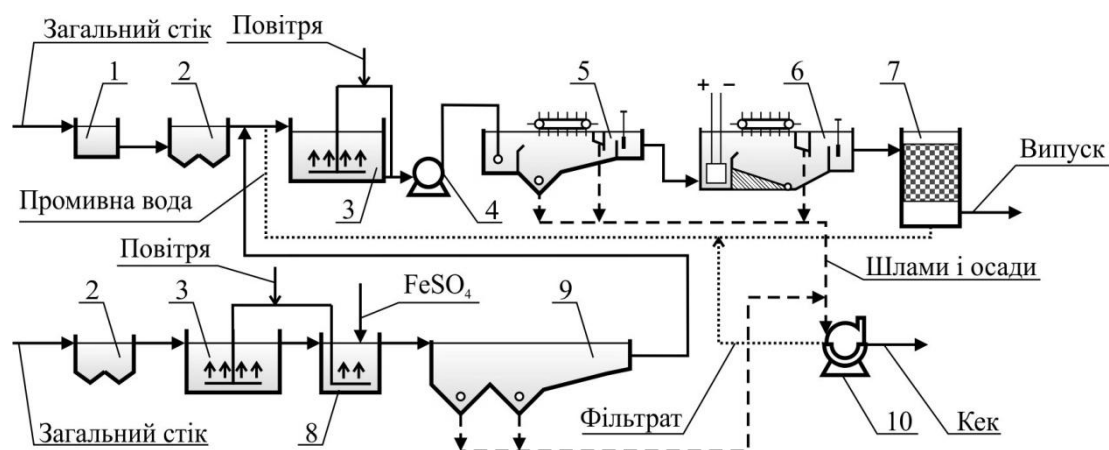 Загальний стік
Повітря
1
2
3
4
5
+ −
6
7
Випуск
Промивна вода
Повітря
FeSO₄
Шлами і осади
2
3
8
9
Загальний стік
Фільтрат
10
Кек